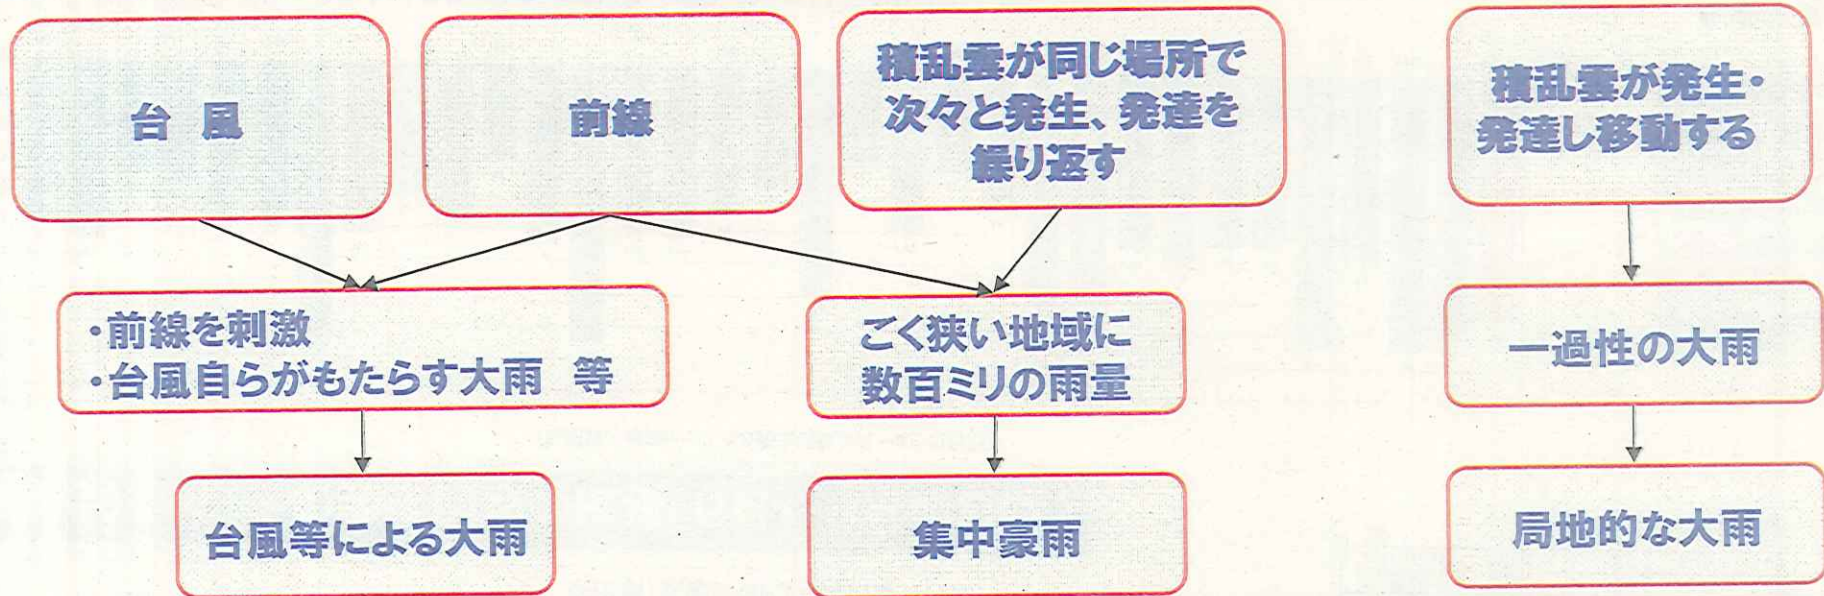 台 風
前線
積乱雲が同じ場所で
次々と発生、発達を
繰り返す
積乱雲が発生・
発達し移動する
・前線を刺激
・台風自らがもたらす大雨 等
ごく狭い地域に
数百ミリの雨量
一過性の大雨
台風等による大雨
集中豪雨
局地的な大雨